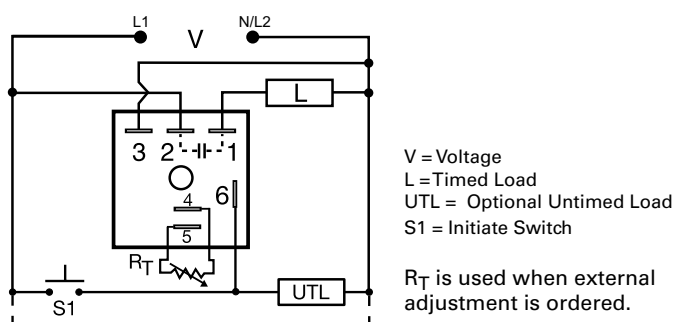 L1
V
N/L2
L
3
2
1
6
4
5
RT
S1
UTL
V = Voltage
L = Timed Load
UTL = Optional Untimed Load
S1 = Initiate Switch
RT is used when external
adjustment is ordered.